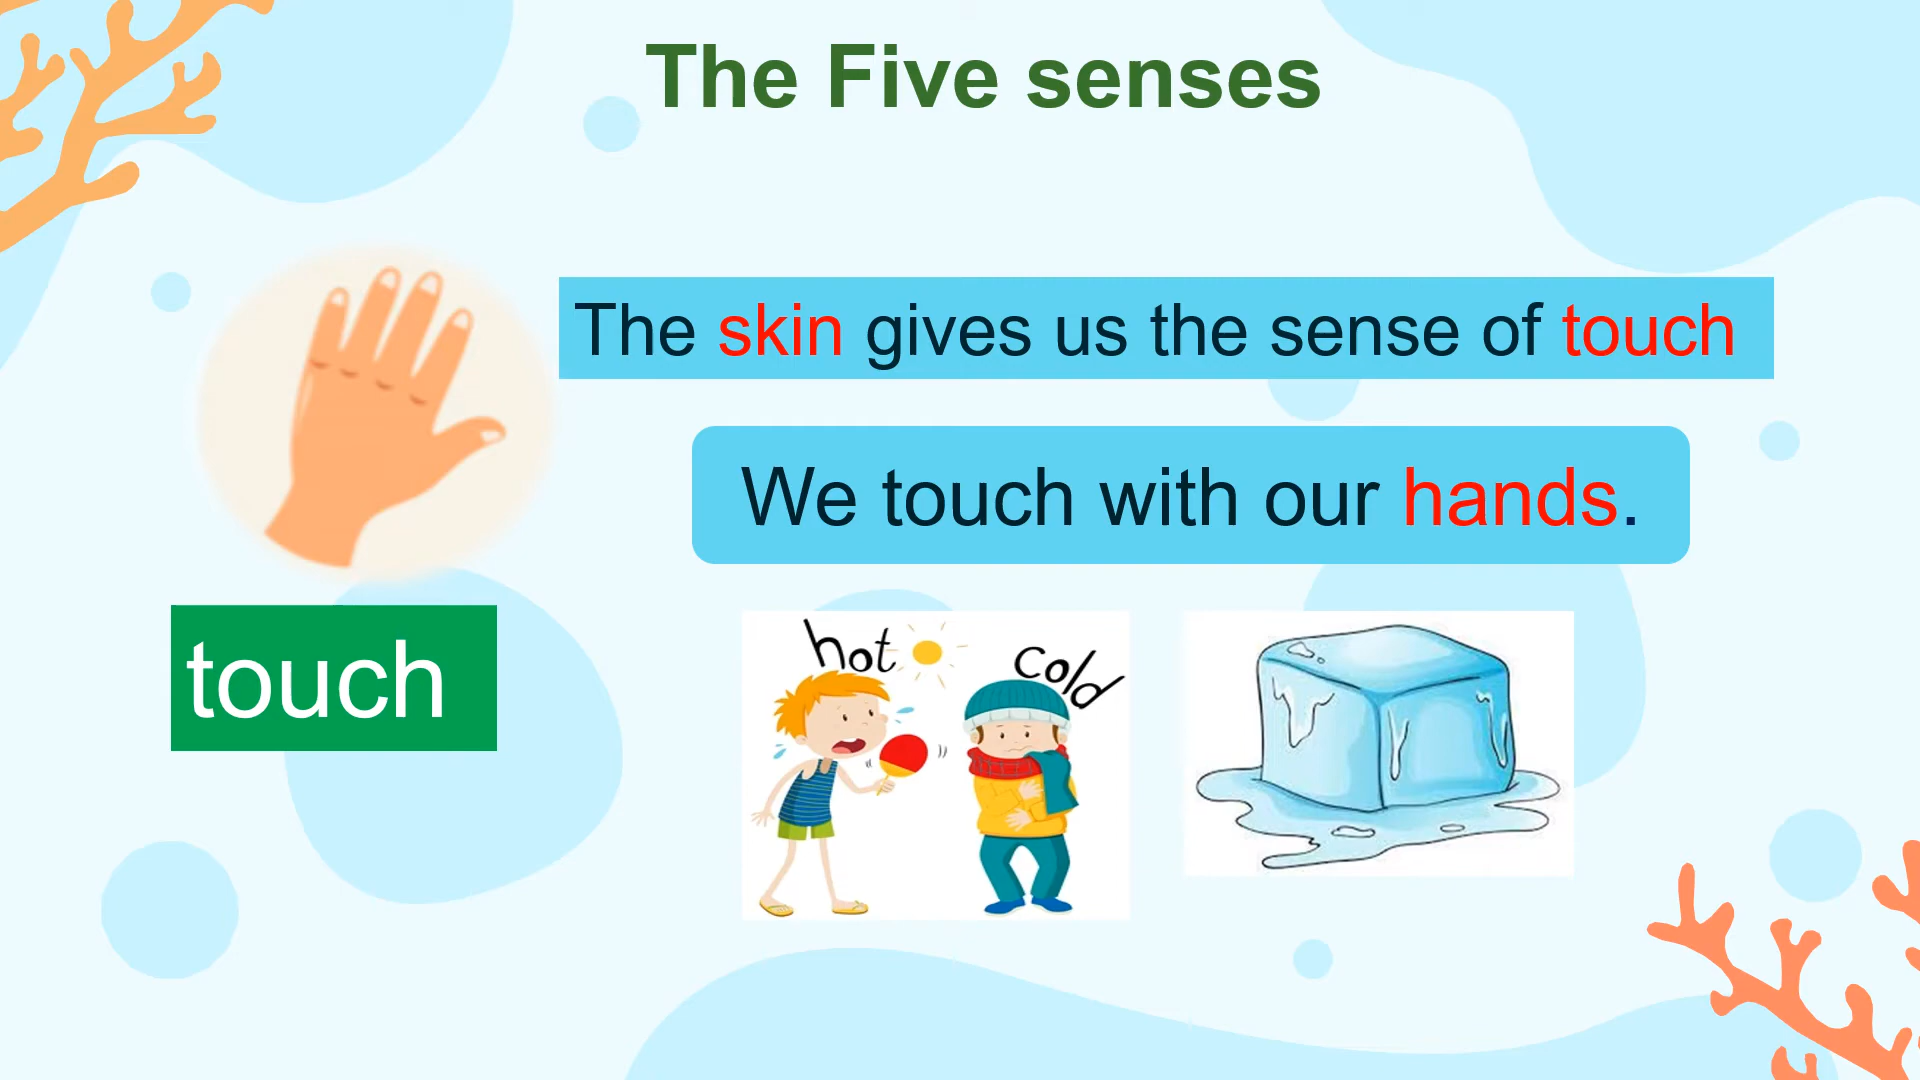 The Five senses
The skin gives us the sense of touch
We touch with our hands.
touch
hot
cold